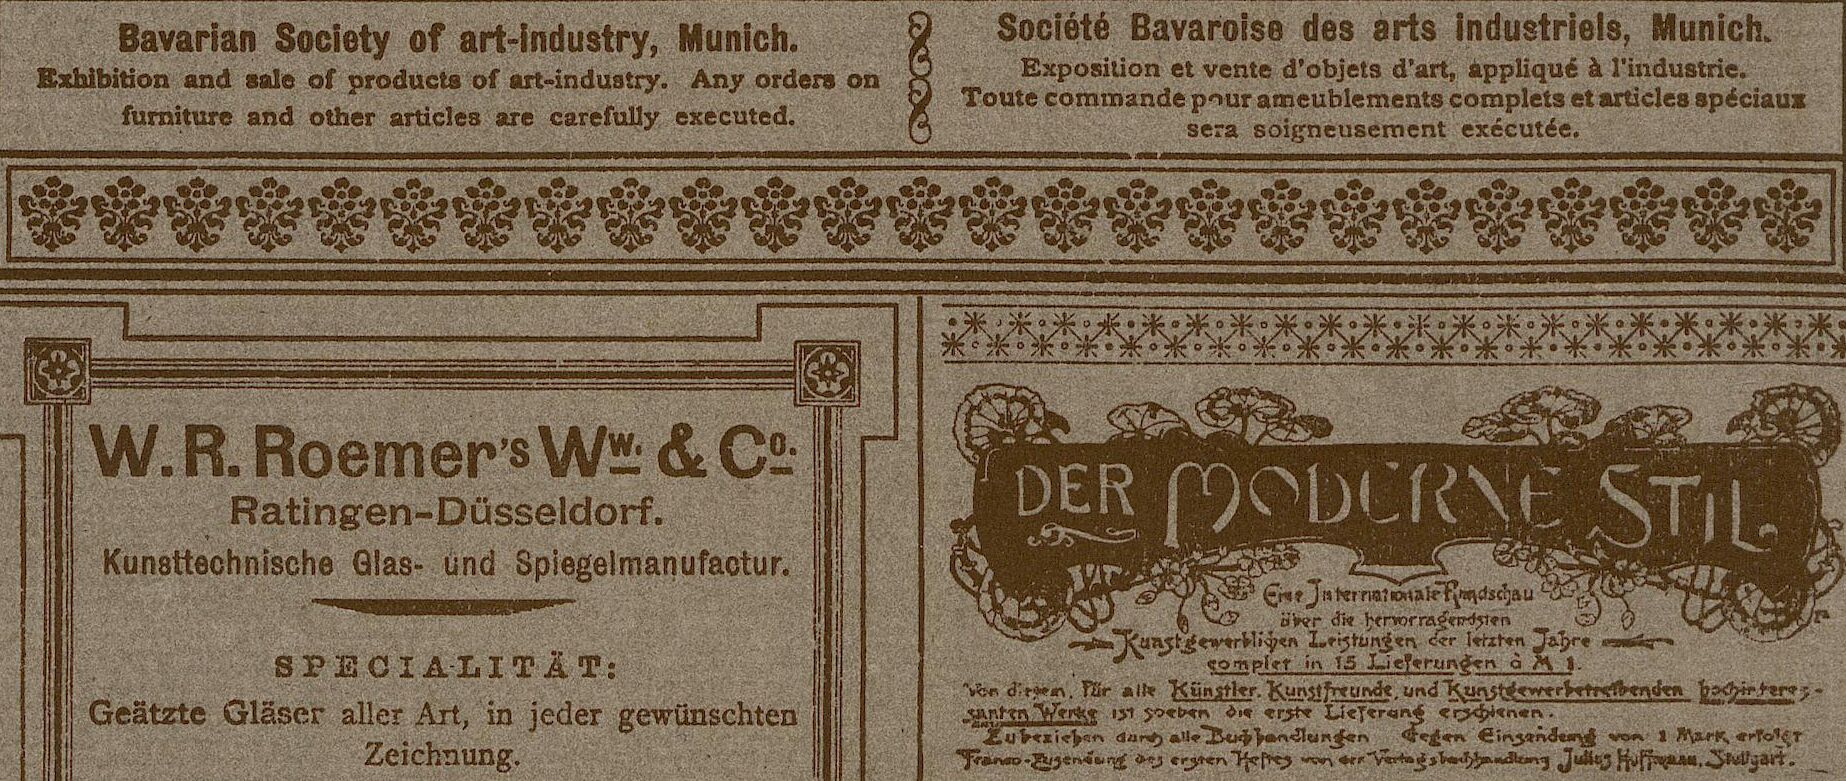 Bavarian Society of art-industry, Munich.
Exhibition and sale of products of art-industry. Any orders on
furniture and other articles are carefully executed.
Société Bavaroise des arts industriels, Munich.
Exposition et vente d'objets d'art, appliqué à l'industrie.
Toute commande pour ameublements complets et articles spéciaux
sera soigneusement exécutée.
W. R. Roemer's Ww. & Co.
Ratingen-Düsseldorf.
Kunsttechnische Glas- und Spiegelmanufactur.
SPECIALITÄT:
Geätzte Gläser aller Art, in jeder gewünschten
Zeichnung.
DER MODERNE STIL.
Eine Internationale Rundschau
über die hervorragendsten
Kunstgewerblichen Leistungen der letzten Jahre
complet in 15 Lieferungen à M 1.
Von diesem, für alle Künstler, Kunstfreunde, und Kunstgewerbetreibenden hochinteres-
santen Werke ist soeben die erste Lieferung erschienen.
Zu beziehen durch alle Buchhandlungen Gegen Einsendung von 1 Mark erfolgt
Franco-Zusendung des ersten Heftes von der Verlagsbuchhandlung Julius Hoffmann, Stuttgart.